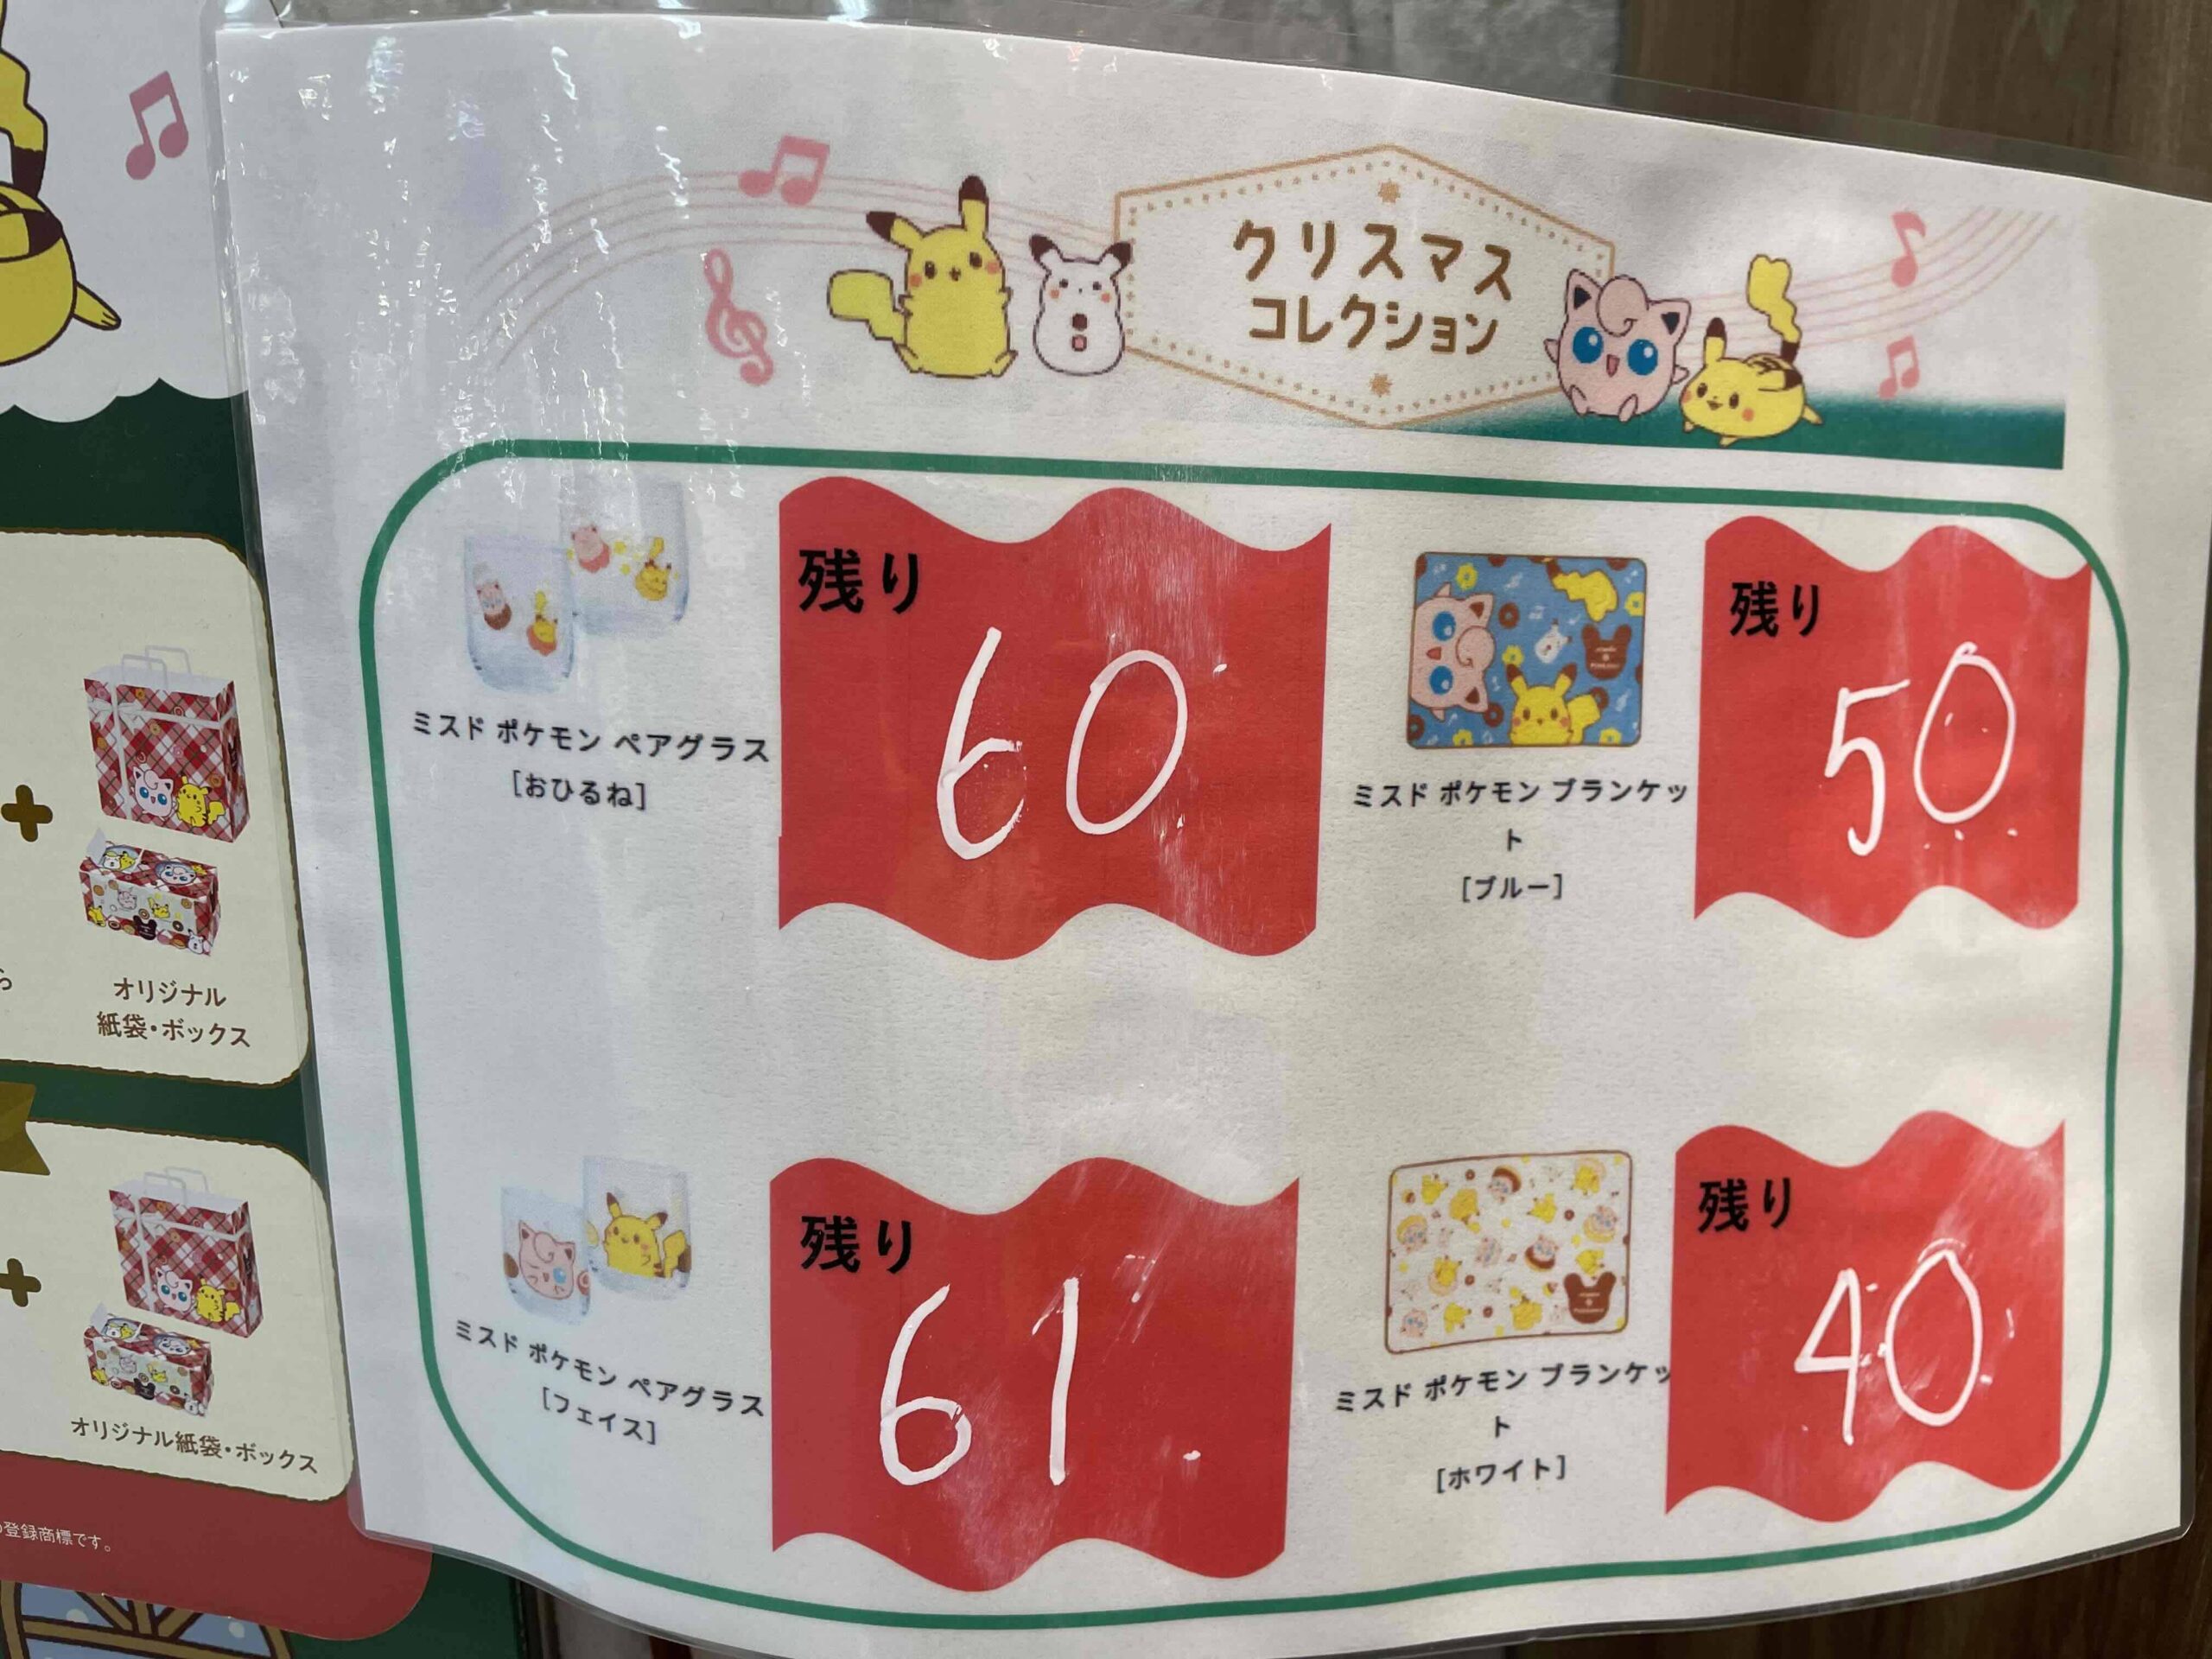 クリスマス
コレクション
残り
60
ミスド ポケモン ペアグラス
[おひるね]
残り
50
ミスド ポケモン ブランケッ
ト
[ブルー]
残り
61
ミスド ポケモン ペアグラス
[フェイス]
残り
40
ミスド ポケモン ブランケッ
ト
[ホワイト]
+
オリジナル
紙袋・ボックス
+
オリジナル紙袋・ボックス
登録商標です。